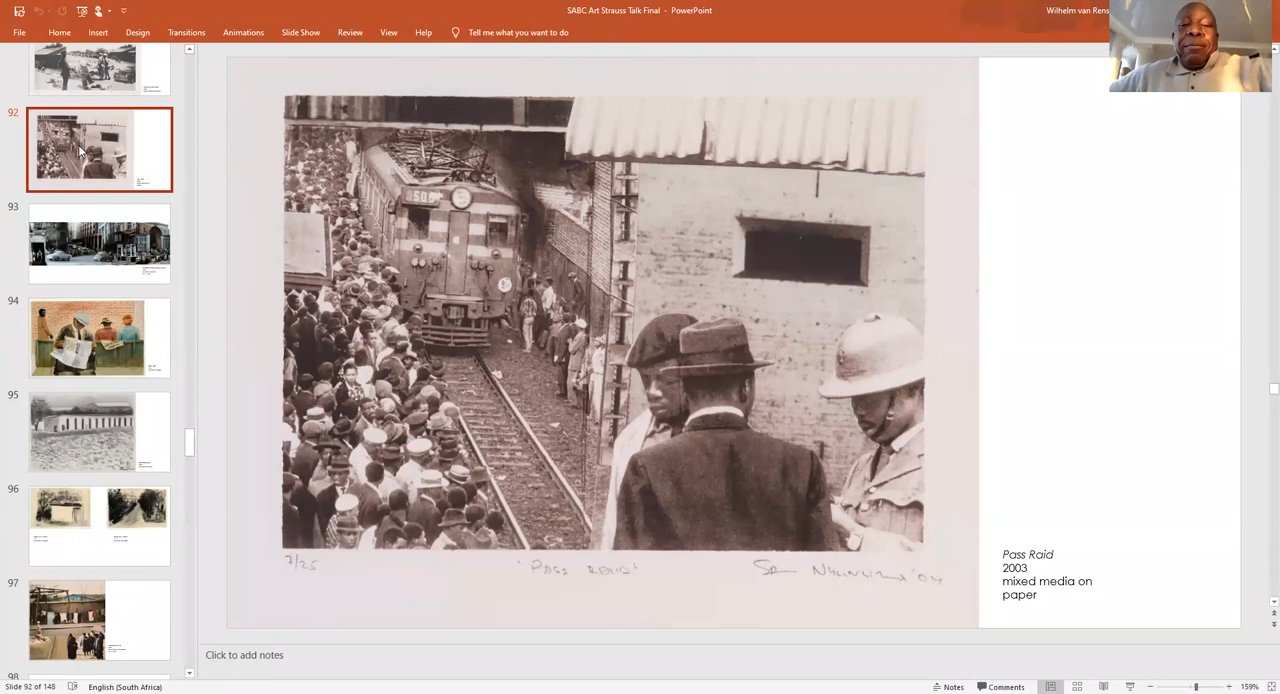 SABC Art Strauss Talk Final - PowerPoint
Wilhelm van Rens
File Home Insert Design Transitions Animations Slide Show Review View Help Tell me what you want to do
92
93
94
95
96
97
98
500
7/25 'PASS RAID' '04
Pass Raid
2003
mixed media on
paper
Click to add notes
Slide 92 of 148 English (South Africa) Notes Comments 159%